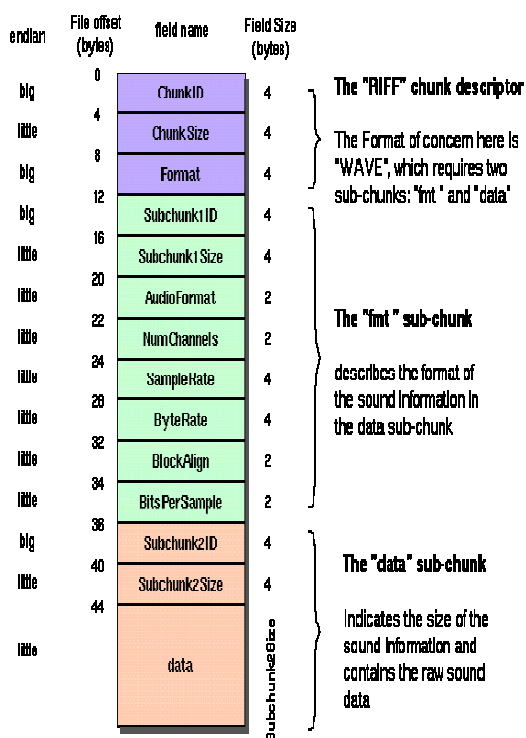 endian File offset (bytes) field name Field Size (bytes)
0
big ChunkID 4
4
little ChunkSize 4
8
big Format 4
12
big Subchunk1ID 4
16
little Subchunk1Size 4
20
little AudioFormat 2
22
little NumChannels 2
24
little SampleRate 4
28
little ByteRate 4
32
little BlockAlign 2
34
little BitsPerSample 2
36
big Subchunk2ID 4
40
little Subchunk2Size 4
44
little data Subchunk2Size
The "RIFF" chunk descriptor
The Format of concern here is
"WAVE", which requires two
sub-chunks: "fmt " and "data"
The "fmt " sub-chunk
describes the format of
the sound information in
the data sub-chunk
The "data" sub-chunk
Indicates the size of the
sound information and
contains the raw sound
data